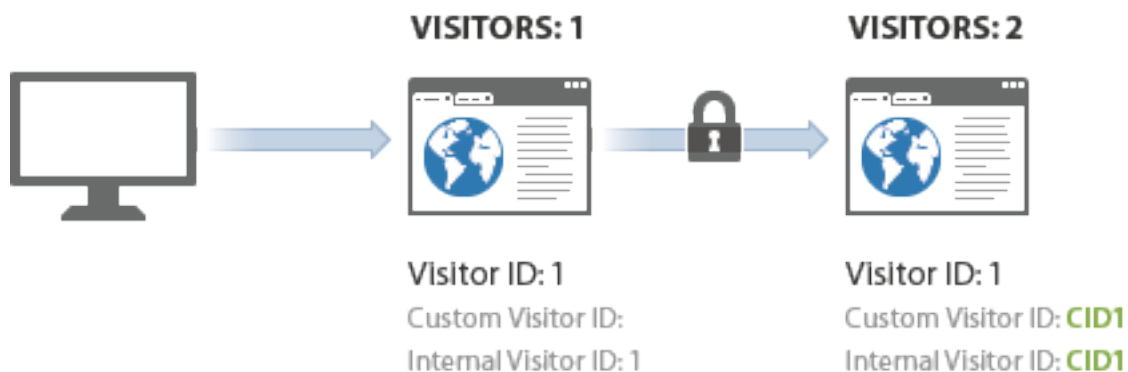 VISITORS: 1
VISITORS: 2
Visitor ID: 1
Custom Visitor ID:
Internal Visitor ID: 1
Visitor ID: 1
Custom Visitor ID: CID1
Internal Visitor ID: CID1